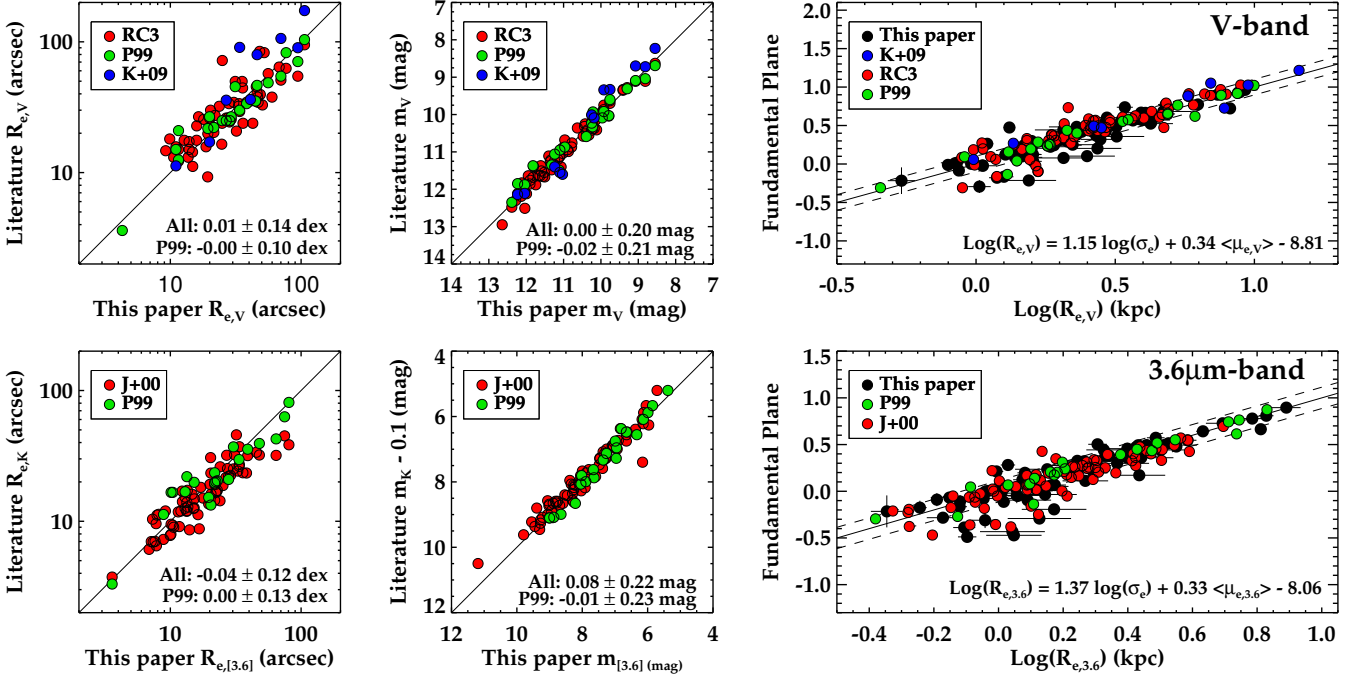 RC3
P99
K+09
Literature R_{e,V} (arcsec)
100
10
All: 0.01 ± 0.14 dex
P99: -0.00 ± 0.10 dex
10 100
This paper R_{e,V} (arcsec)
RC3
P99
K+09
Literature m_V (mag)
7
8
9
10
11
12
13
14
All: 0.00 ± 0.20 mag
P99: -0.02 ± 0.21 mag
14 13 12 11 10 9 8 7
This paper m_V (mag)
V-band
This paper
K+09
RC3
P99
Fundamental Plane
2.0
1.5
1.0
0.5
0.0
-0.5
-1.0
Log(R_{e,V}) = 1.15 log(σ_e) + 0.34 <μ_{e,V}> - 8.81
-0.5 0.0 0.5 1.0
Log(R_{e,V}) (kpc)
J+00
P99
Literature R_{e,K} (arcsec)
100
10
All: -0.04 ± 0.12 dex
P99: 0.00 ± 0.13 dex
10 100
This paper R_{e,[3.6]} (arcsec)
J+00
P99
Literature m_K - 0.1 (mag)
4
6
8
10
12
All: 0.08 ± 0.22 mag
P99: -0.01 ± 0.23 mag
12 10 8 6 4
This paper m_{[3.6] (mag)}
3.6μm-band
This paper
P99
J+00
Fundamental Plane
1.5
1.0
0.5
0.0
-0.5
-1.0
Log(R_{e,3.6}) = 1.37 log(σ_e) + 0.33 <μ_{e,3.6}> - 8.06
-0.4 -0.2 0.0 0.2 0.4 0.6 0.8 1.0
Log(R_{e,3.6}) (kpc)